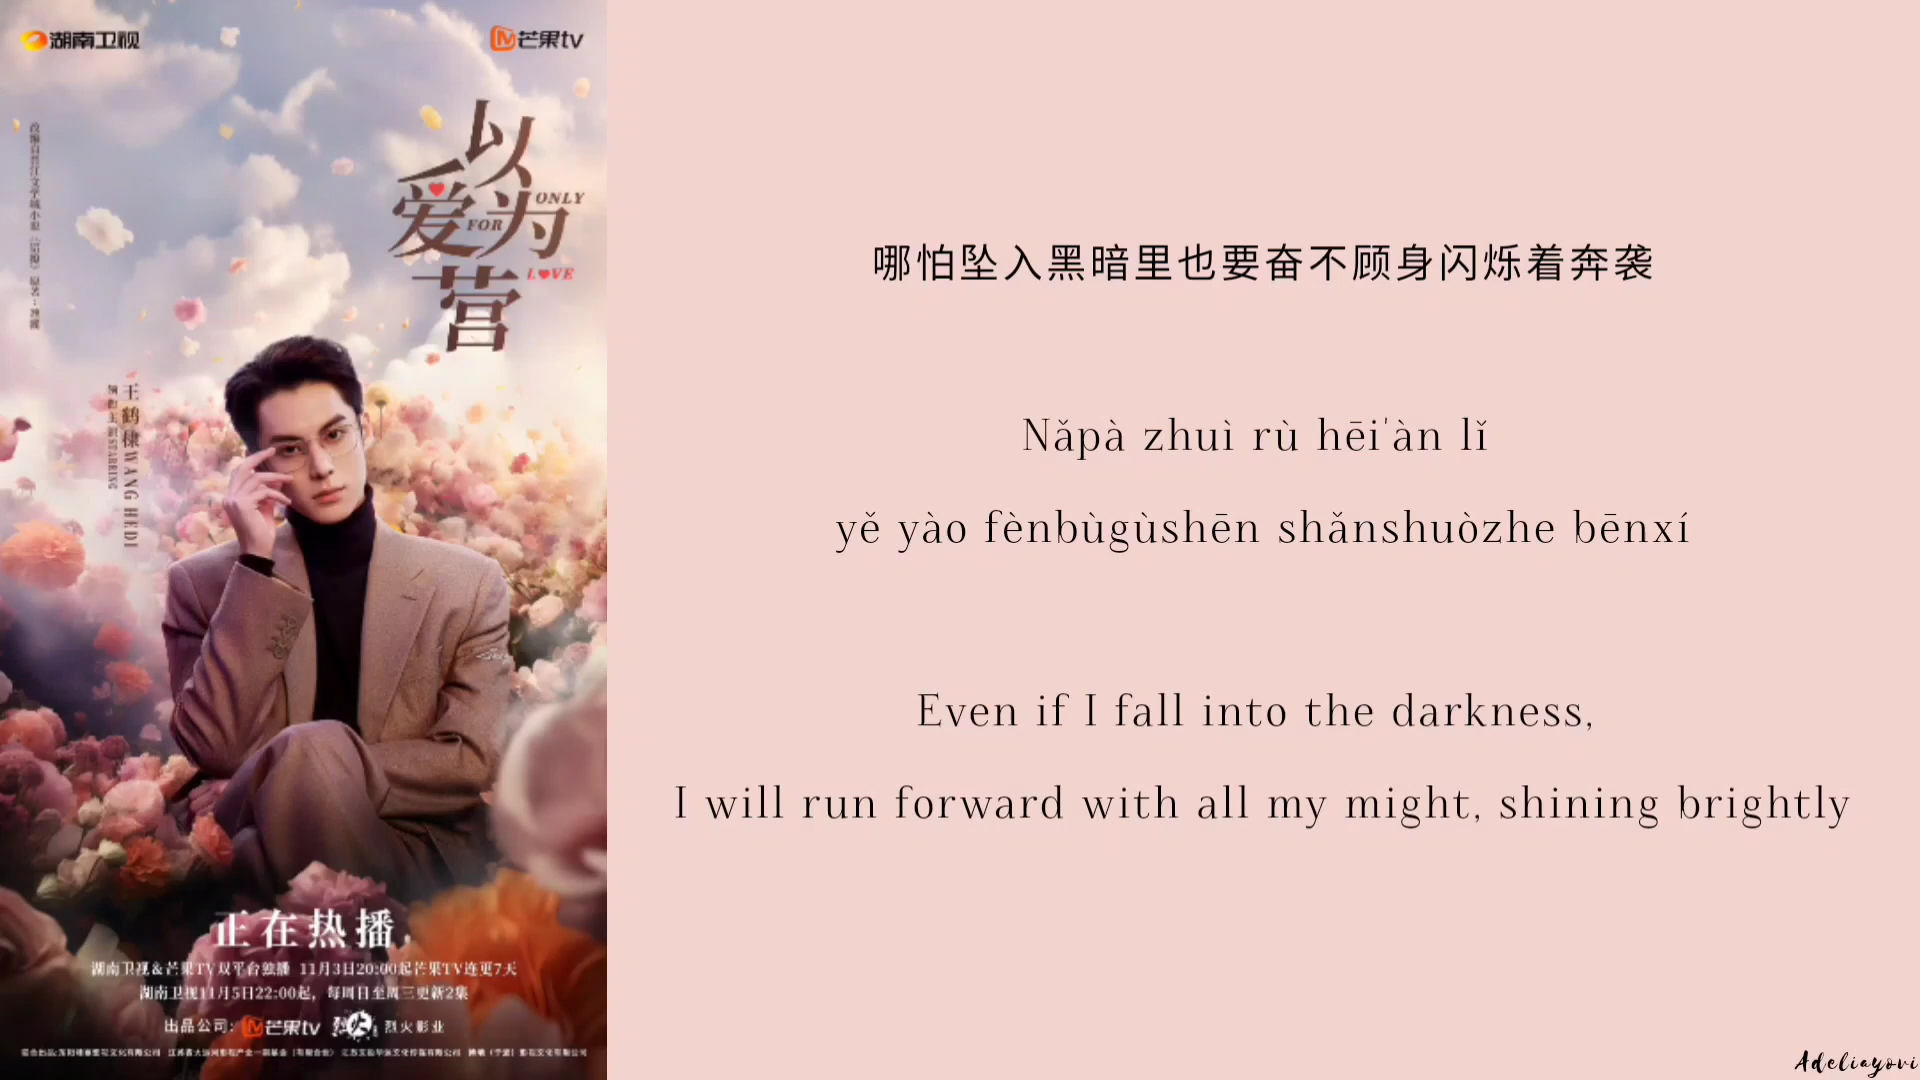 湖南卫视
芒果tv
以
爱为
营
ONLY
FOR
LOVE
王鹤棣 WANG HEDI
领衔主演 STARRING
哪怕坠入黑暗里也要奋不顾身闪烁着奔袭
Nǎpà zhuì rù hēi'àn lǐ
yě yào fènbùgùshēn shǎnshuòzhe bēnxí
Even if I fall into the darkness,
I will run forward with all my might, shining brightly
正在热播
湖南卫视&芒果TV双平台独播 11月3日20:00起芒果TV连更7天
湖南卫视11月5日22:00起，每周日至周三更新2集
出品公司: 芒果tv 烈火影业
Adeliayovi